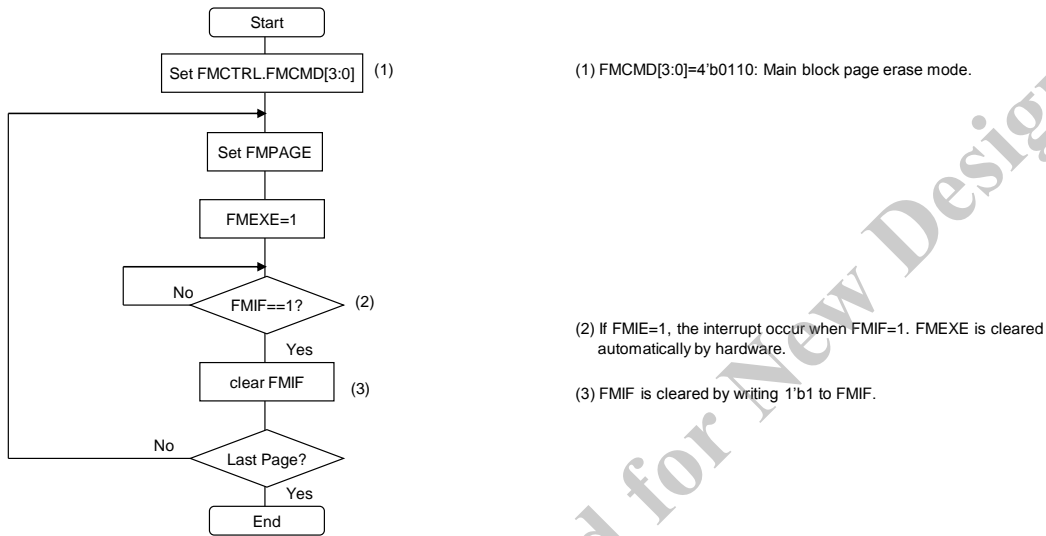 Start
Set FMCTRL.FMCMD[3:0] (1)
(1) FMCMD[3:0]=4'b0110: Main block page erase mode.
Set FMPAGE
FMEXE=1
No
FMIF==1? (2)
(2) If FMIE=1, the interrupt occur when FMIF=1. FMEXE is cleared
automatically by hardware.
Yes
clear FMIF (3)
(3) FMIF is cleared by writing 1'b1 to FMIF.
No
Last Page?
Yes
End
d for New Design